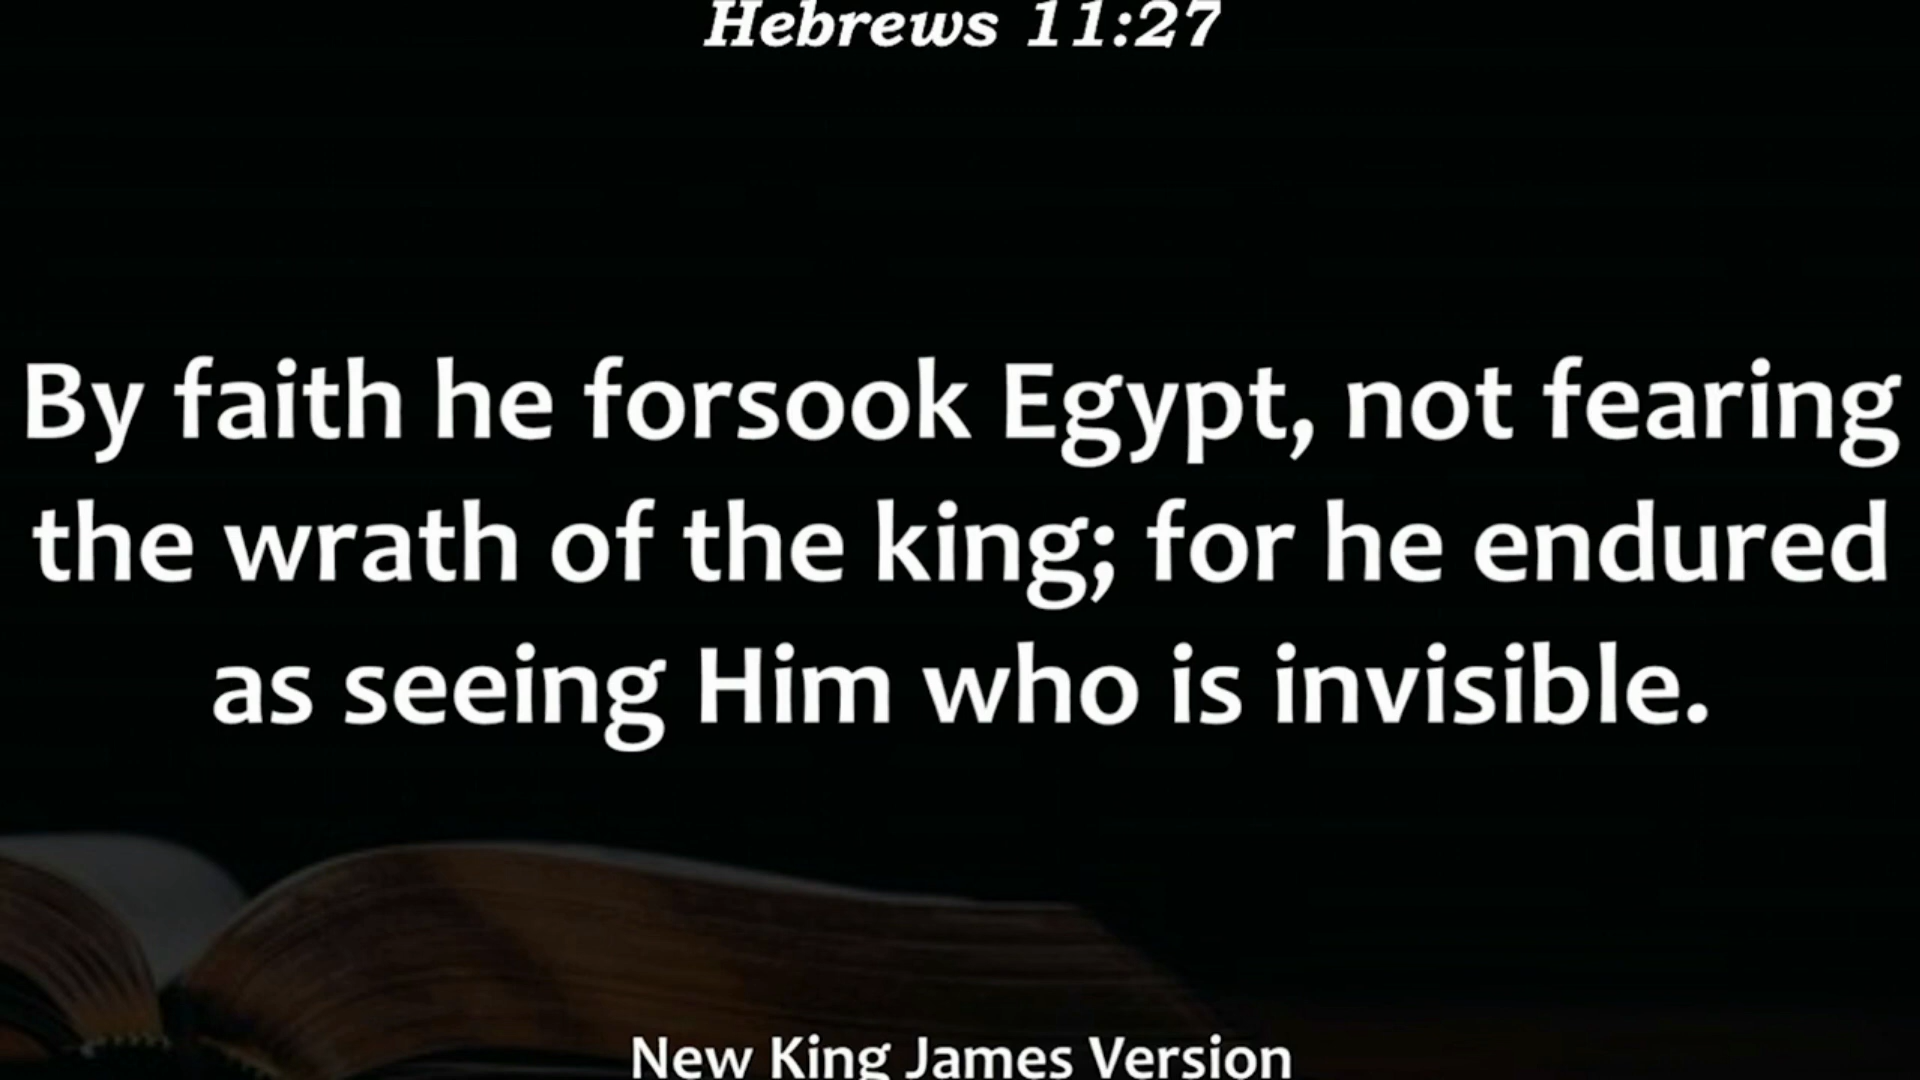 Hebrews 11:27
By faith he forsook Egypt, not fearing
the wrath of the king; for he endured
as seeing Him who is invisible.
New King James Version